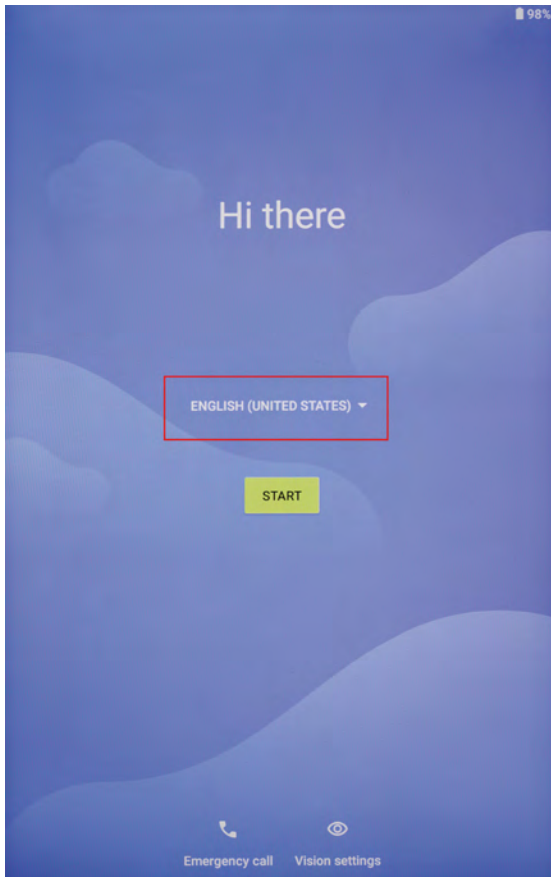 98%
Hi there
ENGLISH (UNITED STATES)
START
Emergency call
Vision settings